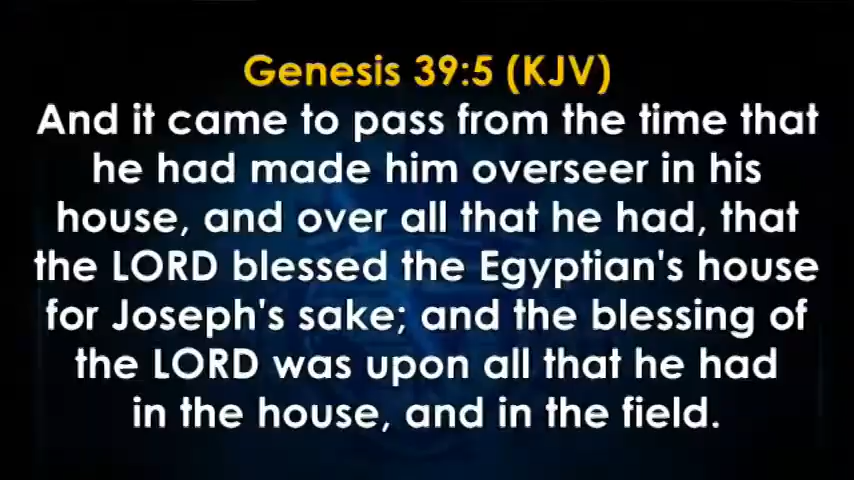 Genesis 39:5 (KJV)
And it came to pass from the time that
he had made him overseer in his
house, and over all that he had, that
the LORD blessed the Egyptian's house
for Joseph's sake; and the blessing of
the LORD was upon all that he had
in the house, and in the field.